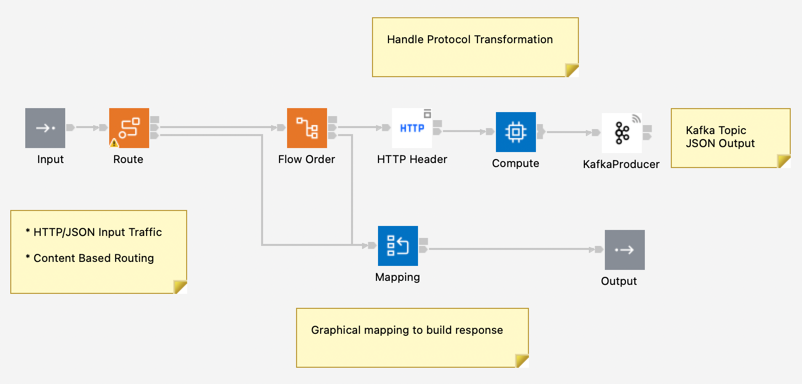 Handle Protocol Transformation
Input
Route
Flow Order
HTTP
HTTP Header
Compute
KafkaProducer
Kafka Topic
JSON Output
* HTTP/JSON Input Traffic
* Content Based Routing
Mapping
Output
Graphical mapping to build response